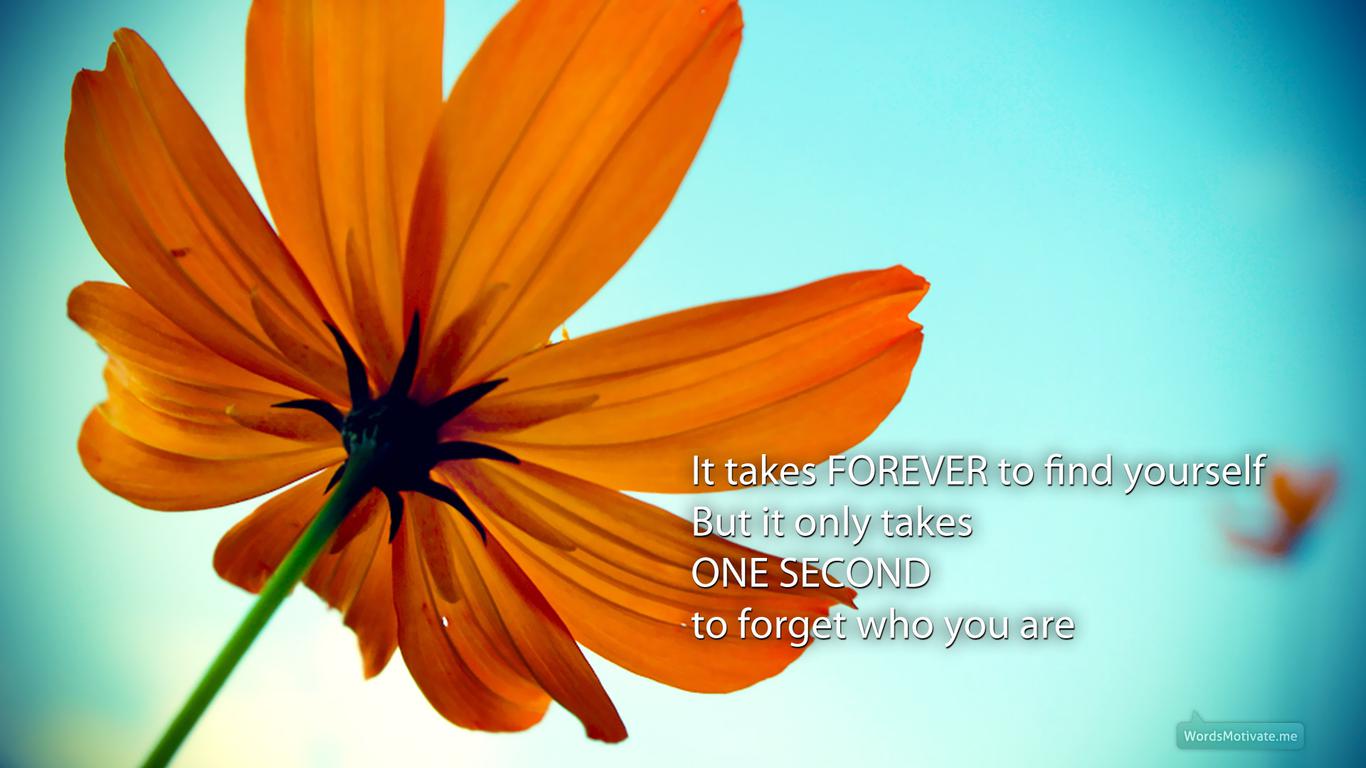 It takes FOREVER to find yourself
But it only takes
ONE SECOND
to forget who you are
WordsMotivate.me